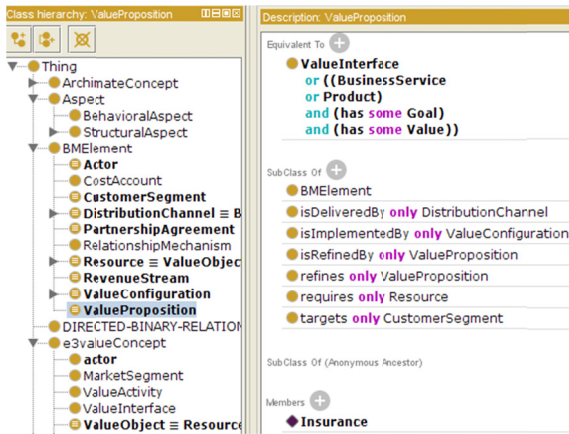 Class hierarchy: ValueProposition
Thing
ArchimateConcept
Aspect
BehavioralAspect
StructuralAspect
BMElement
Actor
CostAccount
CustomerSegment
DistributionChannel ≡ B
PartnershipAgreement
RelationshipMechanism
Resource ≡ ValueObjec
RevenueStream
ValueConfiguration
ValueProposition
DIRECTED-BINARY-RELATION
e3valueConcept
actor
MarketSegment
ValueActivity
ValueInterface
ValueObject ≡ Resource
Description: ValueProposition
Equivalent To
ValueInterface
or ((BusinessService
or Product)
and (has some Goal)
and (has some Value))
SubClass Of
BMElement
isDeliveredBy only DistributionChannel
isImplementedBy only ValueConfiguration
isRefinedBy only ValueProposition
refines only ValueProposition
requires only Resource
targets only CustomerSegment
SubClass Of (Anonymous Ancestor)
Members
Insurance